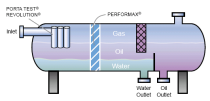 PORTA-TEST®
REVOLUTION®
PERFORMAX®
Inlet
Gas
Oil
Water
Water
Outlet
Oil
Outlet